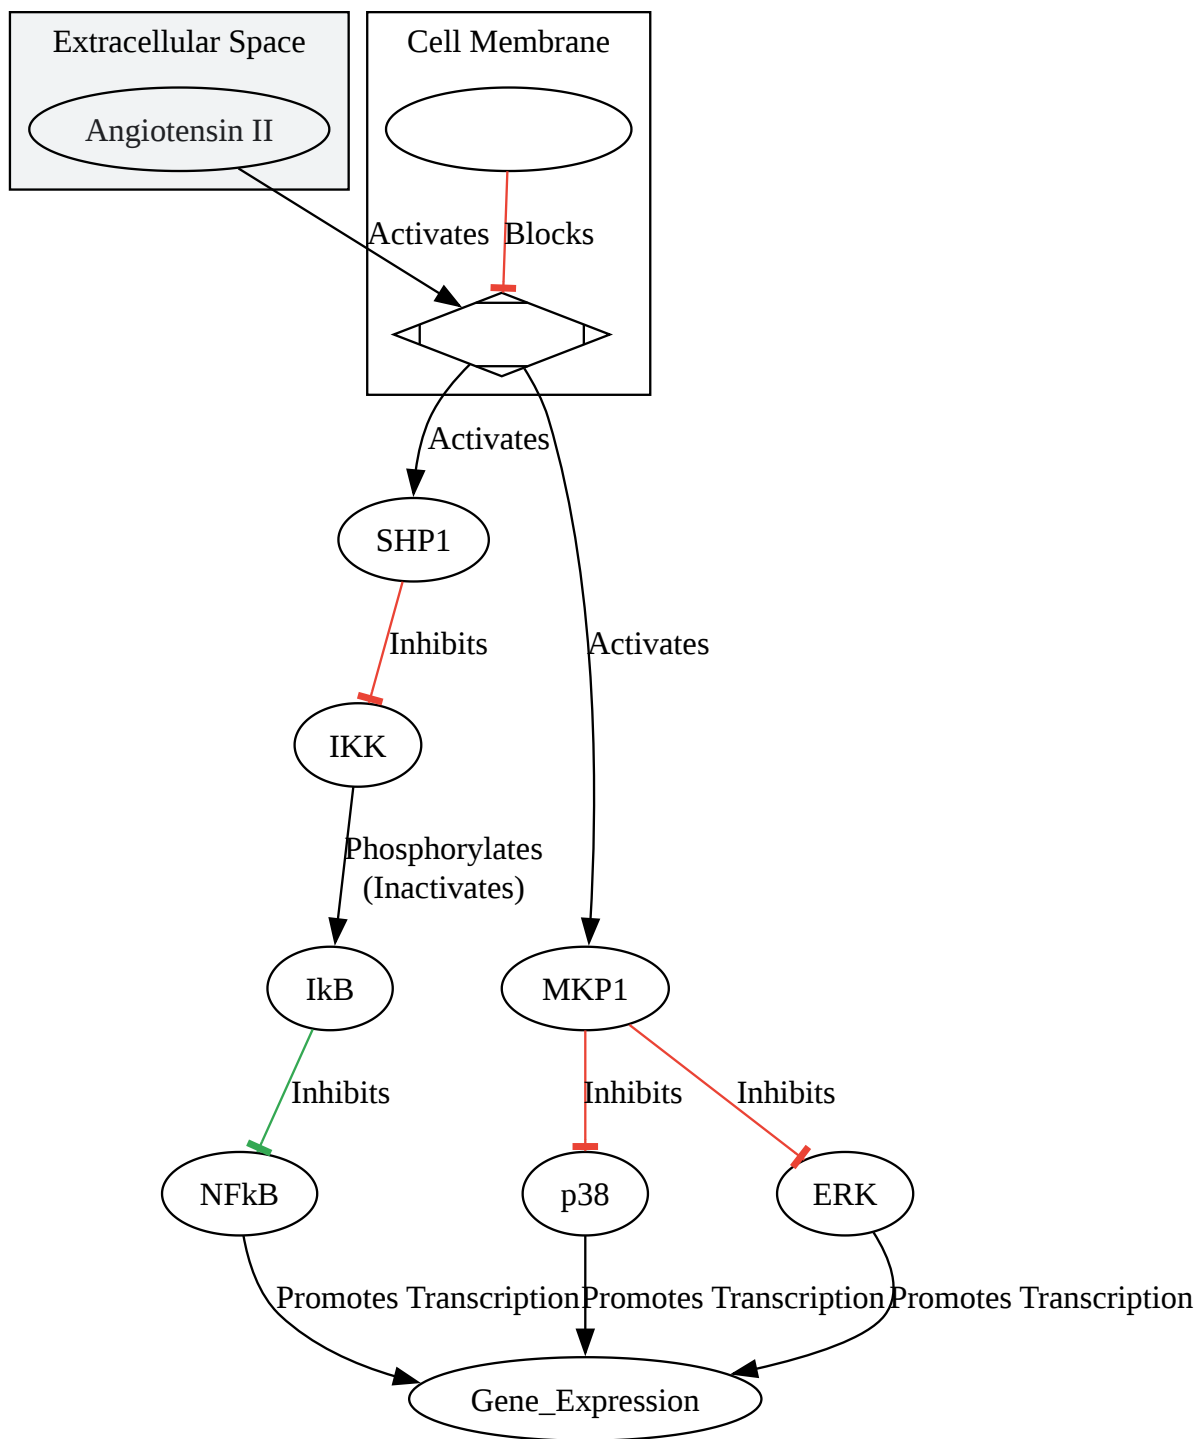 Extracellular Space
Cell Membrane
Angiotensin II
Activates
Blocks
Activates
SHP1
Inhibits
Activates
IKK
Phosphorylates
(Inactivates)
IkB
MKP1
Inhibits
Inhibits
Inhibits
NFkB
p38
ERK
Promotes Transcription
Promotes Transcription
Promotes Transcription
Gene_Expression